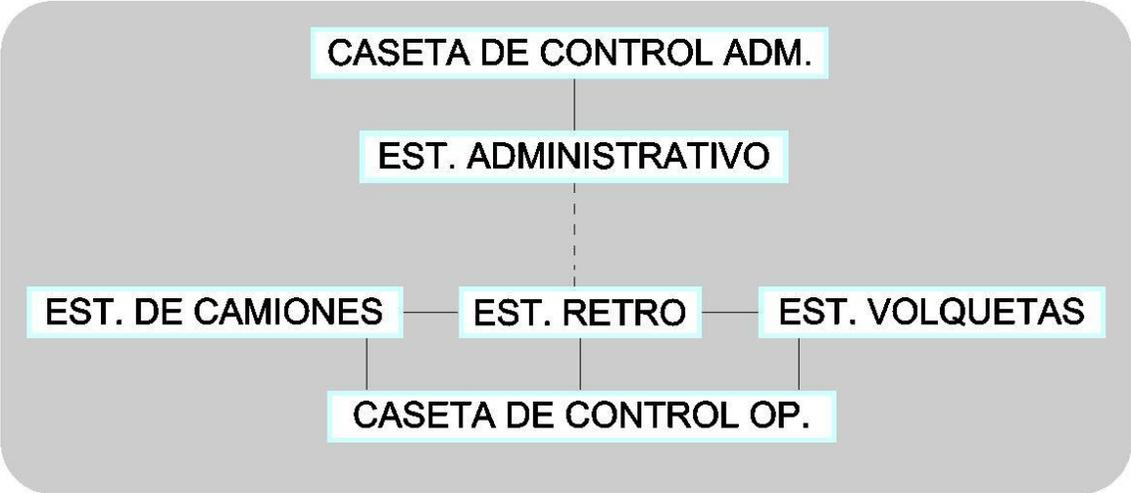 CASETA DE CONTROL ADM.
EST. ADMINISTRATIVO
EST. DE CAMIONES
EST. RETRO
EST. VOLQUETAS
CASETA DE CONTROL OP.